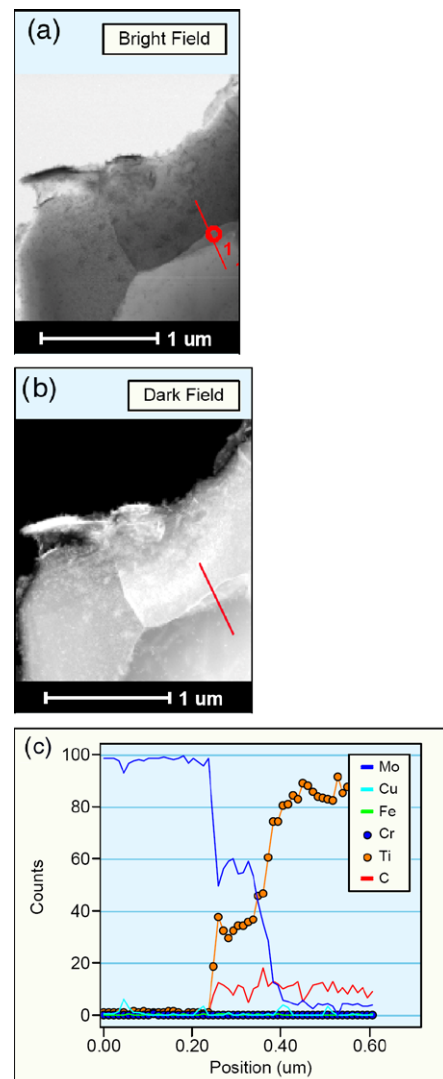 (a)
Bright Field
1
1 um
(b)
Dark Field
1 um
(c)
100
80
60
40
20
0
Counts
Mo
Cu
Fe
Cr
Ti
C
0.00 0.20 0.40 0.60
Position (um)